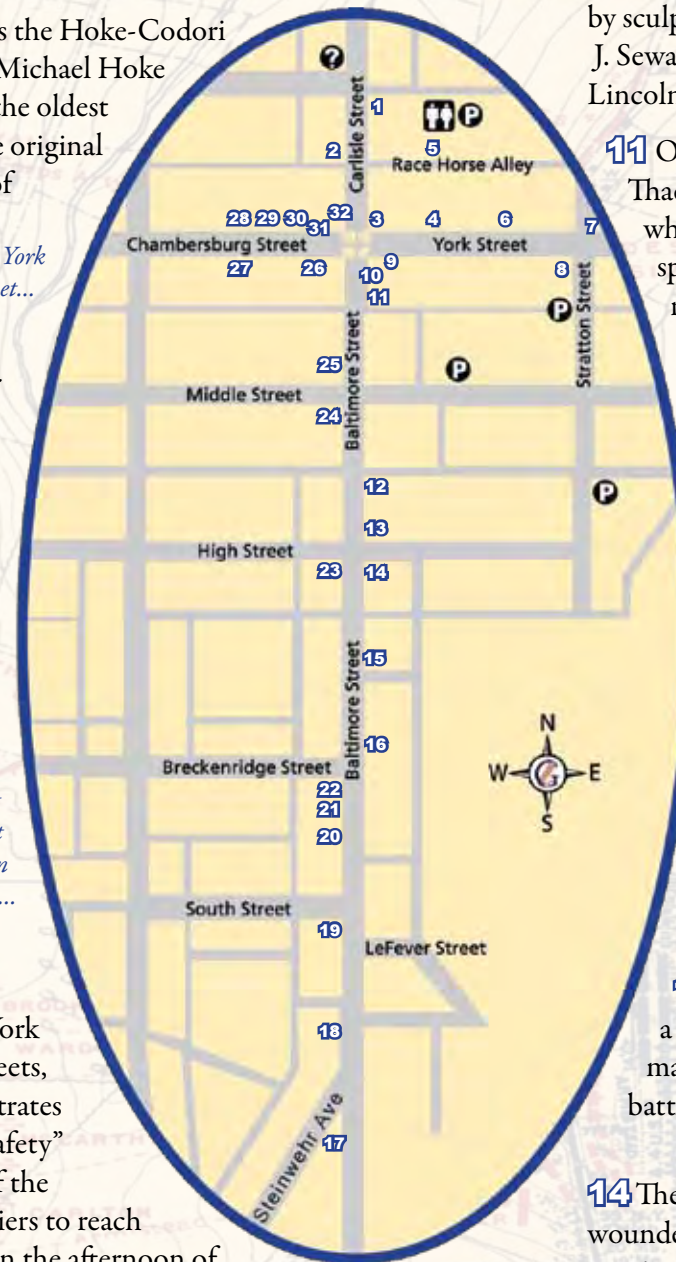 s the Hoke-Codori
Michael Hoke
the oldest
e original
of
York
et...
York
eets,
trates
afety”
f the
iers to reach
n the afternoon of
?
Carlisle Street
1
P
2
5
Race Horse Alley
28 29 30 31 32 3 4 6 7
Chambersburg Street
York Street
27 26 9 10 8
11
P
Stratton Street
Baltimore Street
25
P
Middle Street
24
12
P
13
High Street
23 14
Baltimore Street
15
16
N
W G E
S
Breckenridge Street
22
21
20
South Street
19
LeFever Street
18
17
Steinwehr Ave
by sculp
J. Sewa
Lincoln
11 O
Thad
wh
sp
a
ma
batt
14 The
wounde